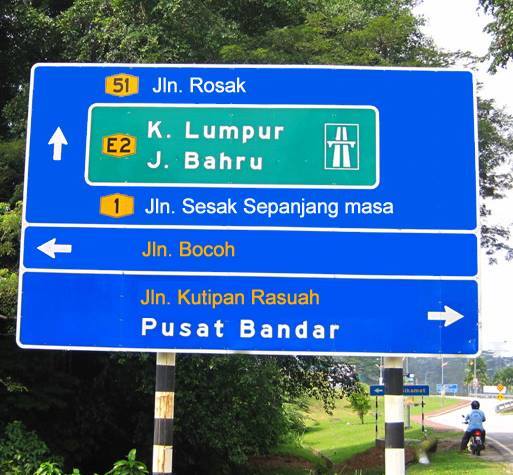 51 Jln. Rosak
E2 K. Lumpur
J. Bahru
1 Jln. Sesak Sepanjang masa
Jln. Bocoh
Jln. Kutipan Rasuah
Pusat Bandar